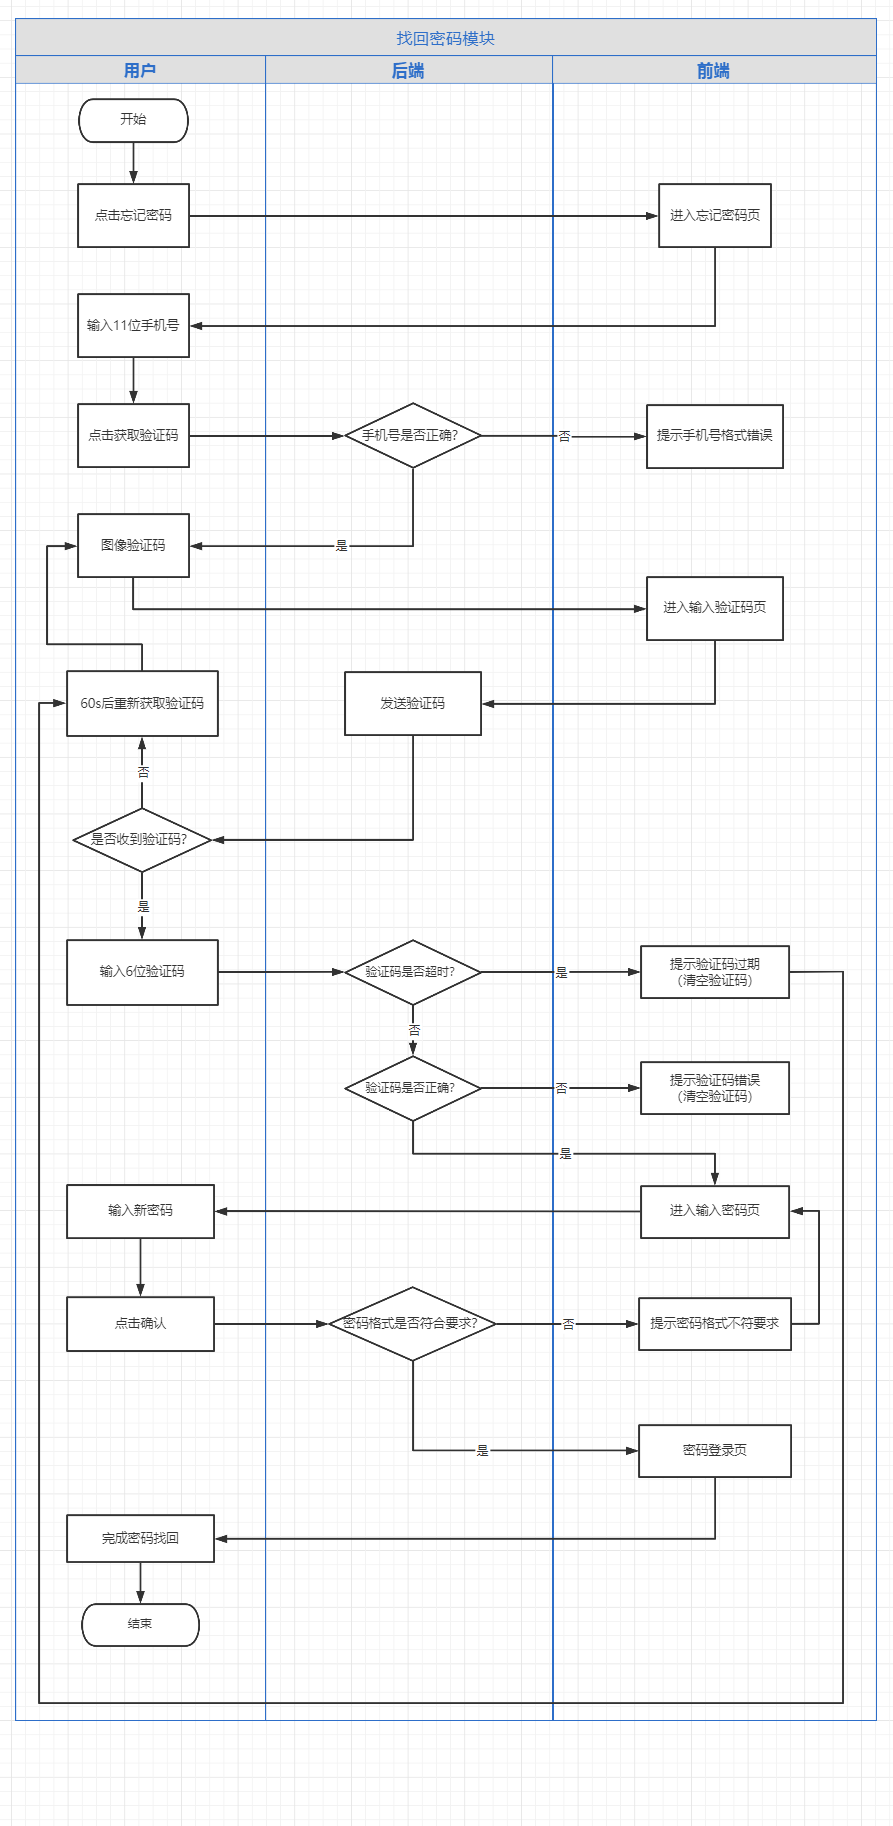 找回密码模块
用户
后端
前端
开始
点击忘记密码
进入忘记密码页
输入11位手机号
点击获取验证码
手机号是否正确?
否
提示手机号格式错误
图像验证码
是
进入输入验证码页
60s后重新获取验证码
发送验证码
否
是否收到验证码?
是
输入6位验证码
验证码是否超时?
是
提示验证码过期
（清空验证码）
否
验证码是否正确?
否
提示验证码错误
（清空验证码）
是
输入新密码
进入输入密码页
点击确认
密码格式是否符合要求?
否
提示密码格式不符要求
是
密码登录页
完成密码找回
结束